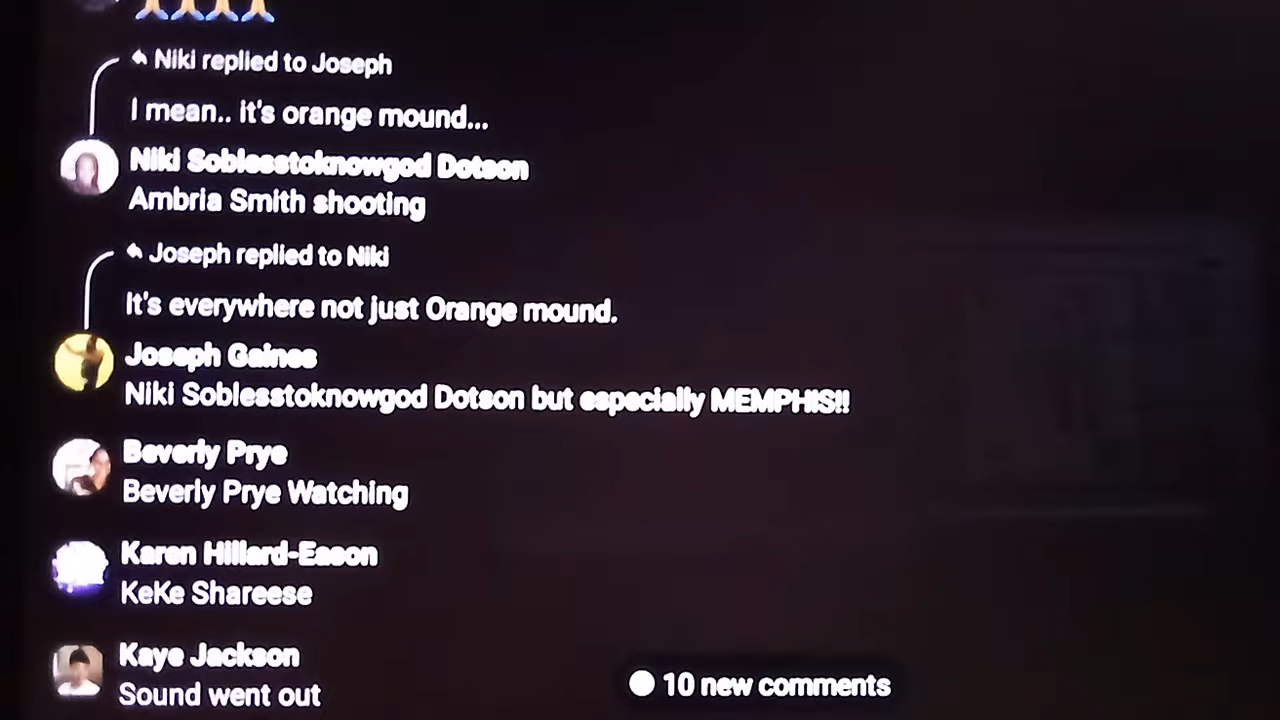 Niki replied to Joseph
I mean.. it's orange mound...
Niki Soblesstoknowgod Dotson
Ambria Smith shooting
Joseph replied to Niki
It's everywhere not just Orange mound.
Joseph Gaines
Niki Soblesstoknowgod Dotson but especially MEMPHIS!!
Beverly Prye
Beverly Prye Watching
Karen Hillard-Eason
KeKe Shareese
Kaye Jackson
Sound went out
10 new comments